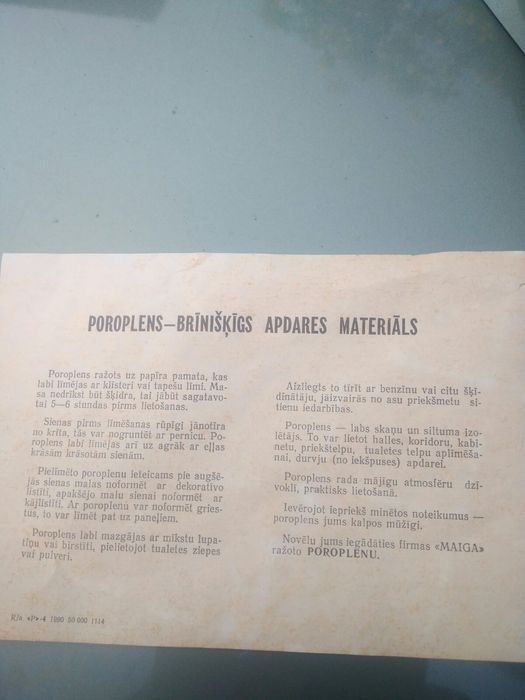 POROPLENS—BRĪNIŠĶĪGS APDARES MATERIĀLS
Poroplens ražots uz papīra pamata, kas
labi līmējas ar klīsteri vai tapešu līmi. Ma-
sa nedrīkst būt šķidra, tai jābūt sagatavo-
tai 5—6 stundas pirms lietošanas.
Sienas pirms līmēšanas rūpīgi jānotīra
no krīta, tās var nogruntēt ar pernicu. Po-
roplens labi līmējas arī uz agrāk ar eļļas
krāsām krāsotām sienām.
Pielīmēto poroplenu ieteicams pie augšē-
jās sienas malas noformēt ar dekoratīvo
līstīti, apakšējo malu sienai noformēt ar
kājlīstīti. Ar poroplenu var noformēt gries-
tus, to var līmēt pat uz paneļiem.
Poroplens labi mazgājas ar mīkstu lupa-
tiņu vai birstīti, pielietojot tualetes ziepes
vai pulveri.
Rīa «P»-4 1990 50 000 1114
Aizliegts to tīrīt ar benzīnu vai citu šķī-
dinātāju, jāizvairās no asu priekšmetu si-
tienu iedarbības.
Poroplens — labs skaņu un siltuma izo-
lētājs. To var lietot halles, koridoru, kabi-
netu, priekštelpu, tualetes telpu aplīmēša-
nai, durvju (no iekšpuses) apdarei.
Poroplens rada mājīgu atmosfēru dzī-
voklī, praktisks lietošanā.
Ievērojot iepriekš minētos noteikumus —
poroplens jums kalpos mūžīgi.
Novēlu jums iegādāties firmas «MAIGA»
ražoto POROPLENU.